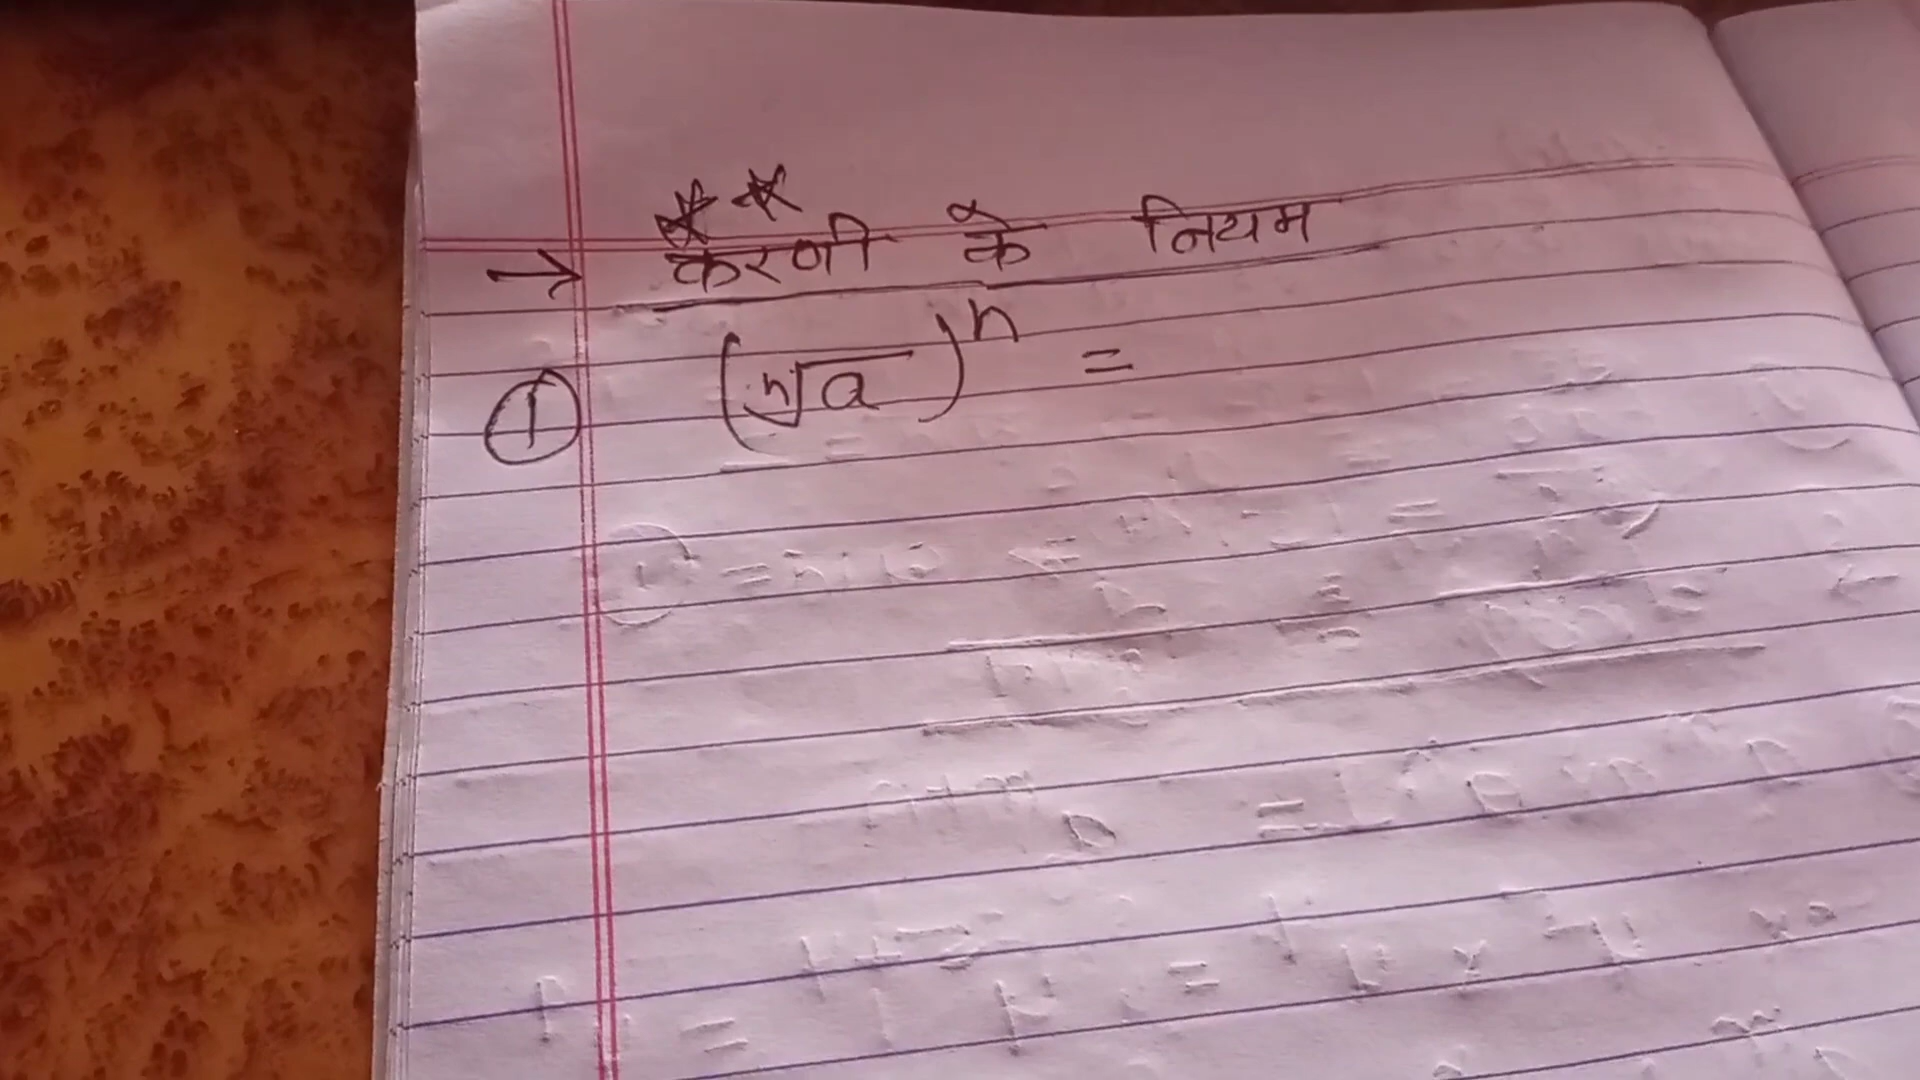 → करणी के नियम
① (ⁿ√a)ⁿ =